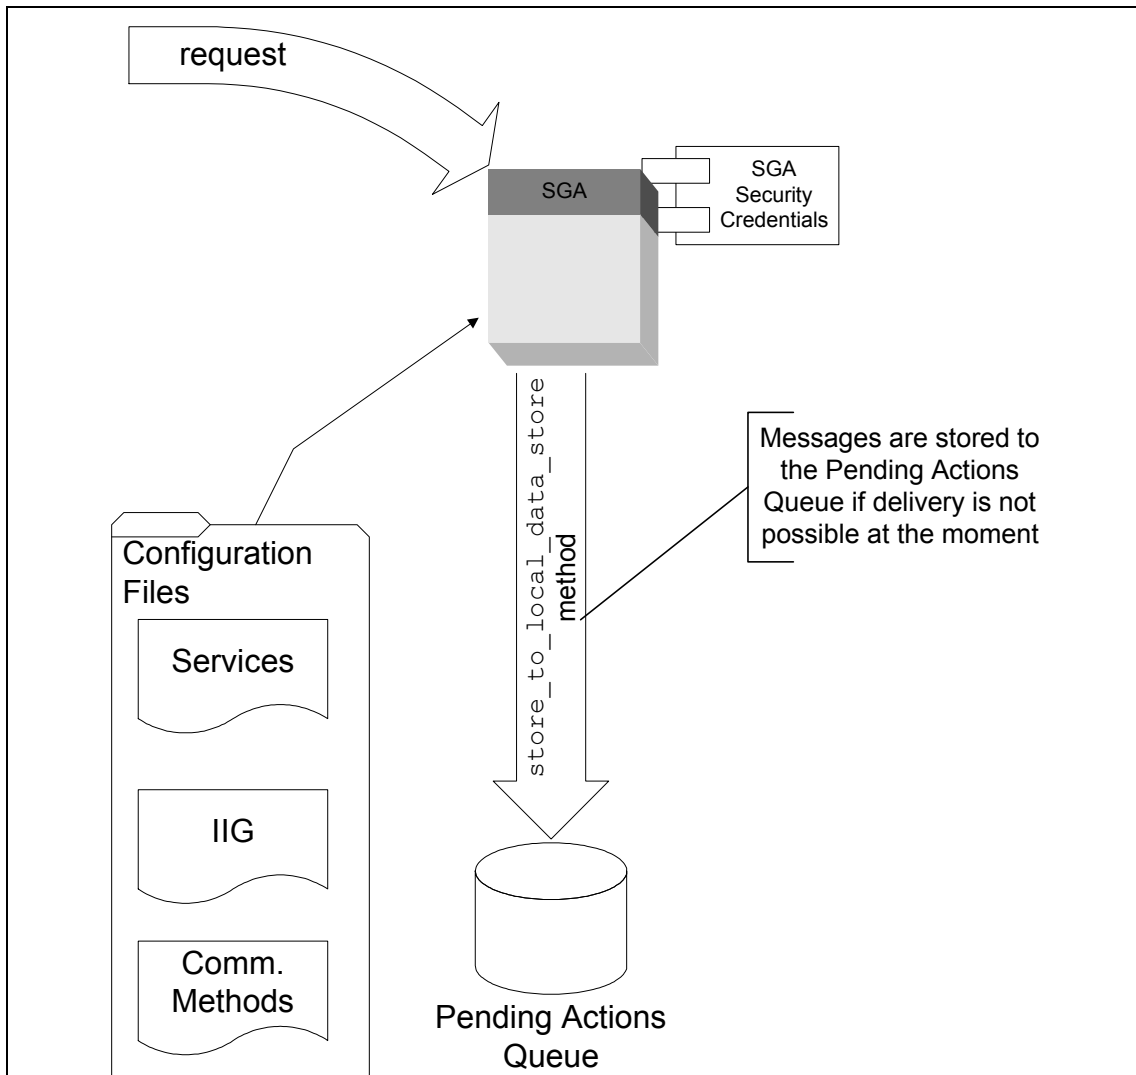 request
SGA
SGA
Security
Credentials
store_to_local_data_store
method
Messages are stored to
the Pending Actions
Queue if delivery is not
possible at the moment
Configuration
Files
Services
IIG
Comm.
Methods
Pending Actions
Queue